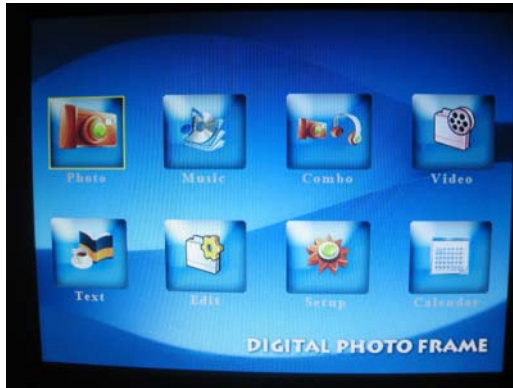 Photo Music Combo Video
Text Edit Setup Calendar
DIGITAL PHOTO FRAME